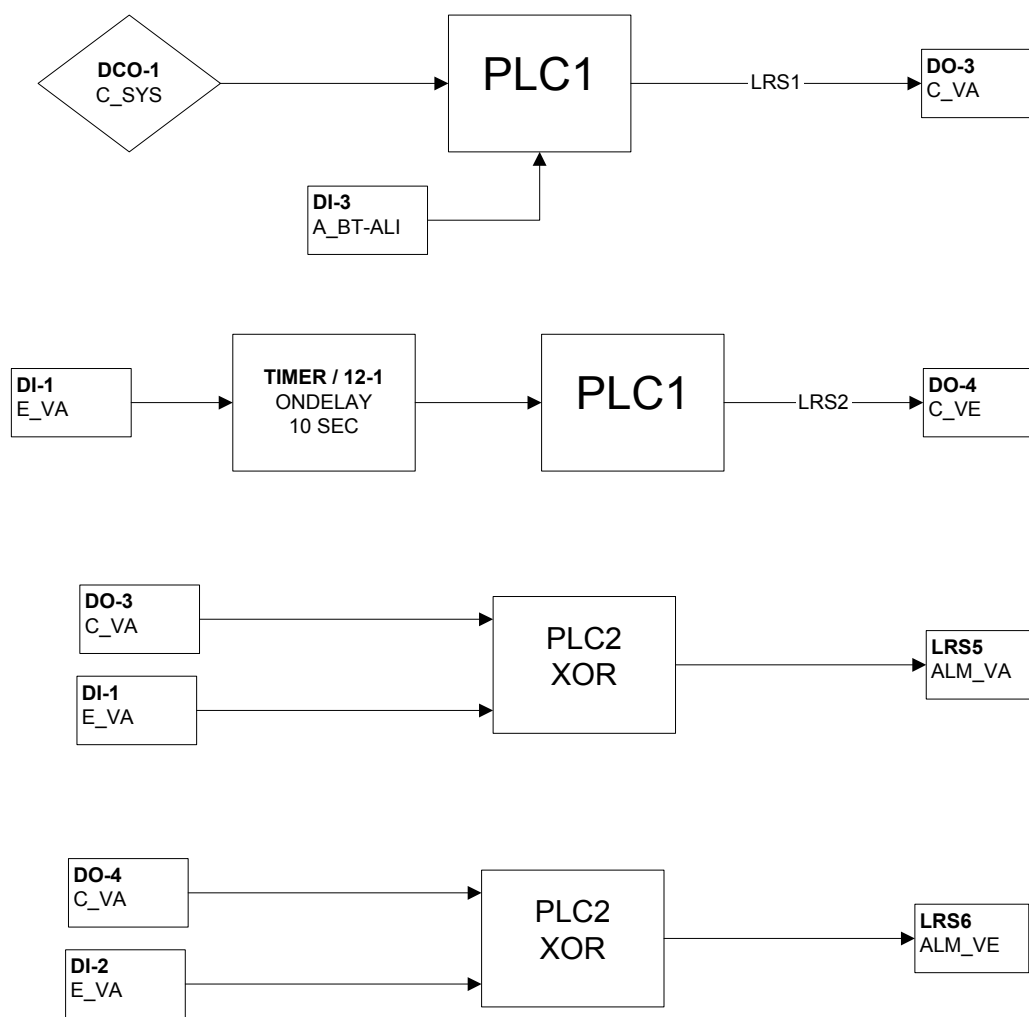 DCO-1
C_SYS
PLC1
LRS1
DO-3
C_VA
DI-3
A_BT-ALI
DI-1
E_VA
TIMER / 12-1
ONDELAY
10 SEC
PLC1
LRS2
DO-4
C_VE
DO-3
C_VA
DI-1
E_VA
PLC2
XOR
LRS5
ALM_VA
DO-4
C_VA
DI-2
E_VA
PLC2
XOR
LRS6
ALM_VE